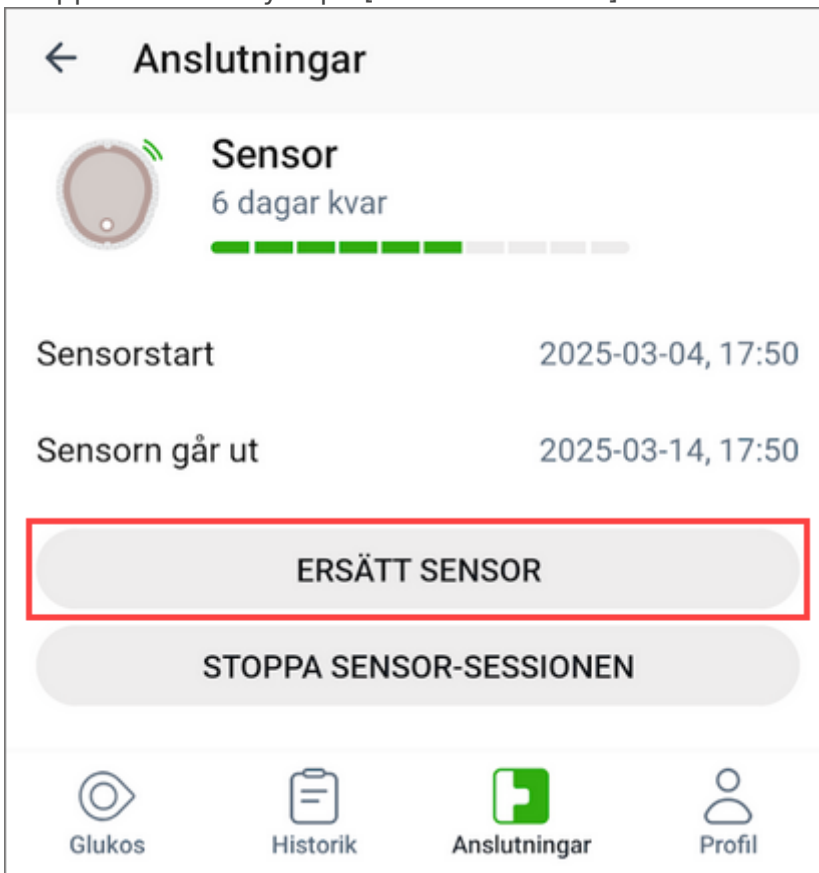 Anslutningar
Sensor
6 dagar kvar
Sensorstart 2025-03-04, 17:50
Sensorn går ut 2025-03-14, 17:50
ERSÄTT SENSOR
STOPPA SENSOR-SESSIONEN
Glukos Historik Anslutningar Profil